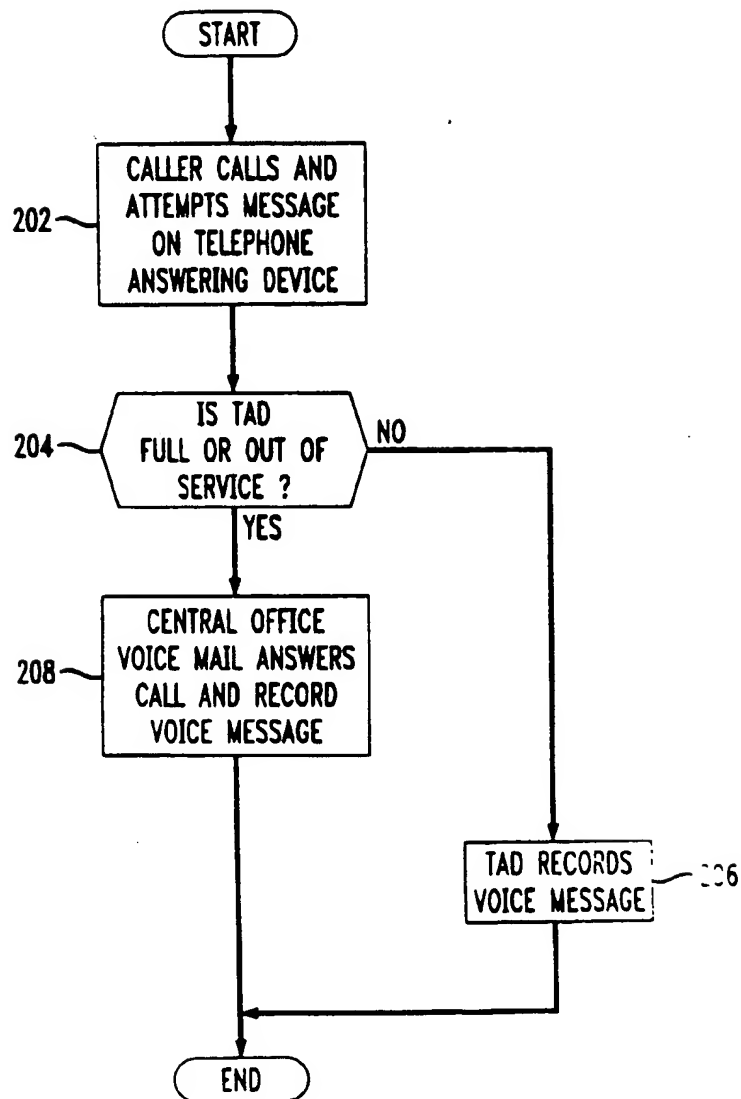 START
202
CALLER CALLS AND
ATTEMPTS MESSAGE
ON TELEPHONE
ANSWERING DEVICE
204
IS TAD
FULL OR OUT OF
SERVICE ?
NO
YES
208
CENTRAL OFFICE
VOICE MAIL ANSWERS
CALL AND RECORD
VOICE MESSAGE
TAD RECORDS
VOICE MESSAGE
END